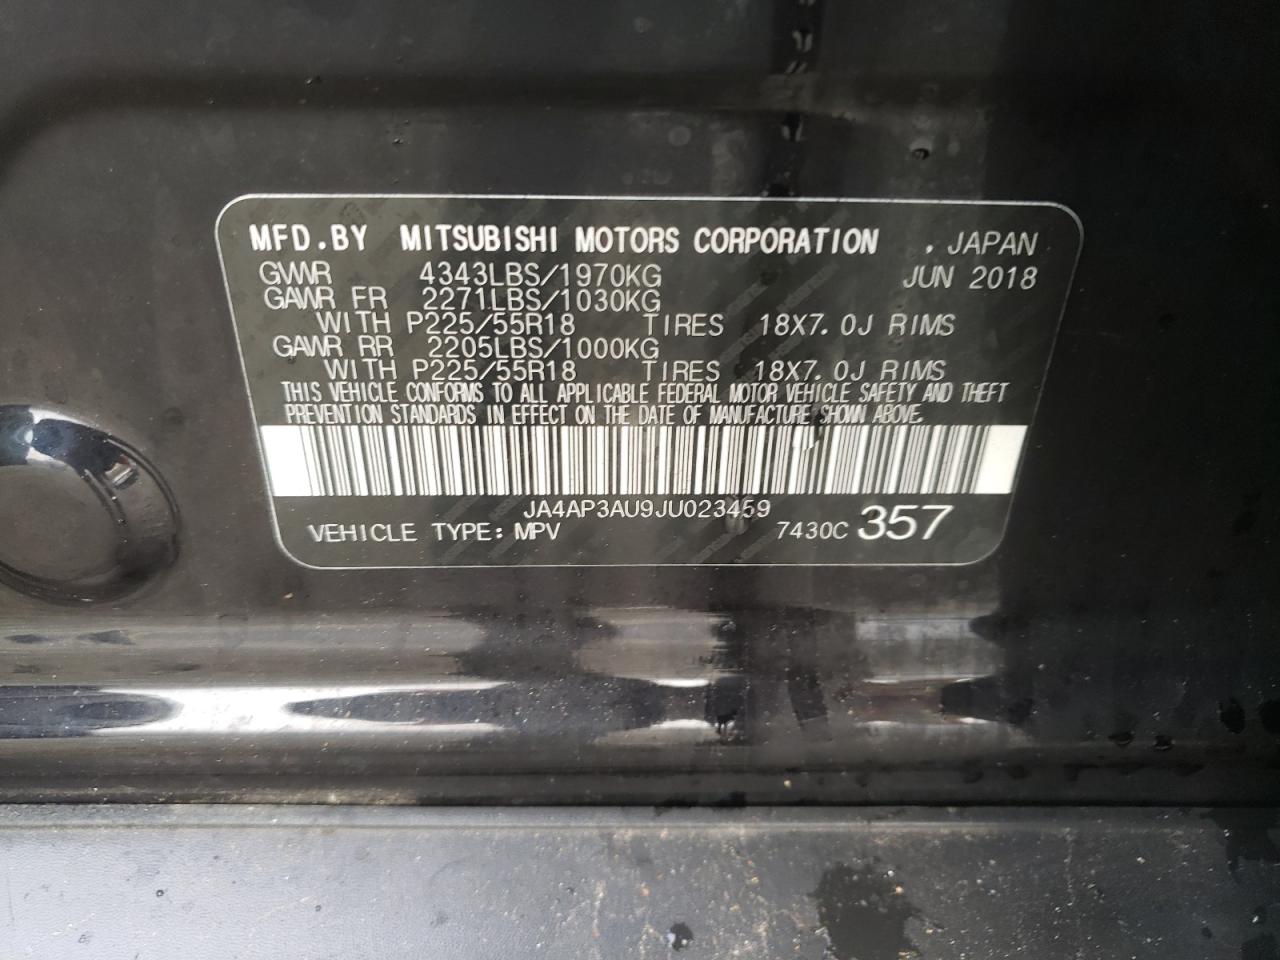 MFD.BY MITSUBISHI MOTORS CORPORATION , JAPAN
GVWR 4343LBS/1970KG JUN 2018
GAWR FR 2271LBS/1030KG
WITH P225/55R18 TIRES 18X7.0J RIMS
GAWR RR 2205LBS/1000KG
WITH P225/55R18 TIRES 18X7.0J RIMS
THIS VEHICLE CONFORMS TO ALL APPLICABLE FEDERAL MOTOR VEHICLE SAFETY AND THEFT
PREVENTION STANDARDS IN EFFECT ON THE DATE OF MANUFACTURE SHOWN ABOVE.
JA4AP3AU9JU023459
VEHICLE TYPE: MPV 7430C 357